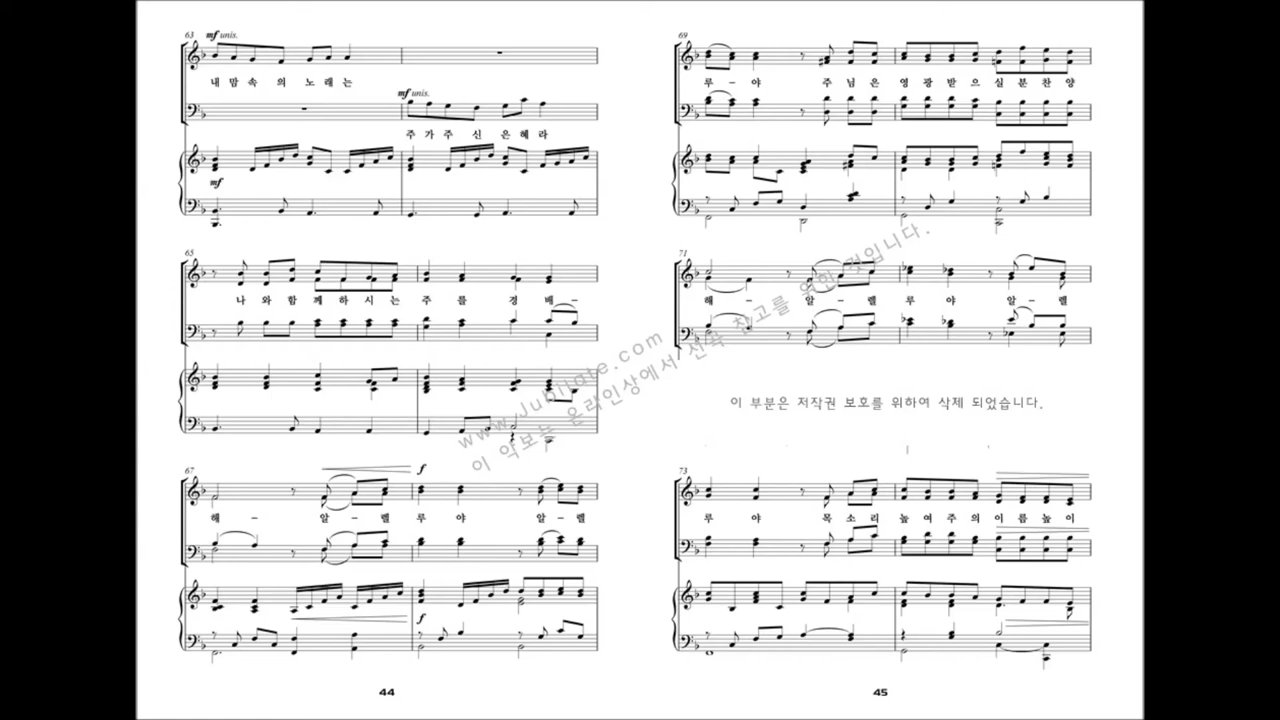 63
mf unis.
내 맘 속 의 노 래 는
mf unis.
주 가 주 신 은 혜 라
mf
65
나 와 함 께 하 시 는 주 를 경 배 -
67
f
해 - 알 - 렐 루 야 알 - 렐
f
44
69
루 - 야 주 님 은 영 광 받 으 실 분 찬 양
71
해 - 알 - 렐 루 야 알 - 렐
이 부분은 저작권 보호를 위하여 삭제 되었습니다.
73
루 야 목 소 리 높 여 주 의 이 름 높 이
45
www.Jubilate.com
이 악보는 온라인상에서 선곡 참고를 위한 것입니다.